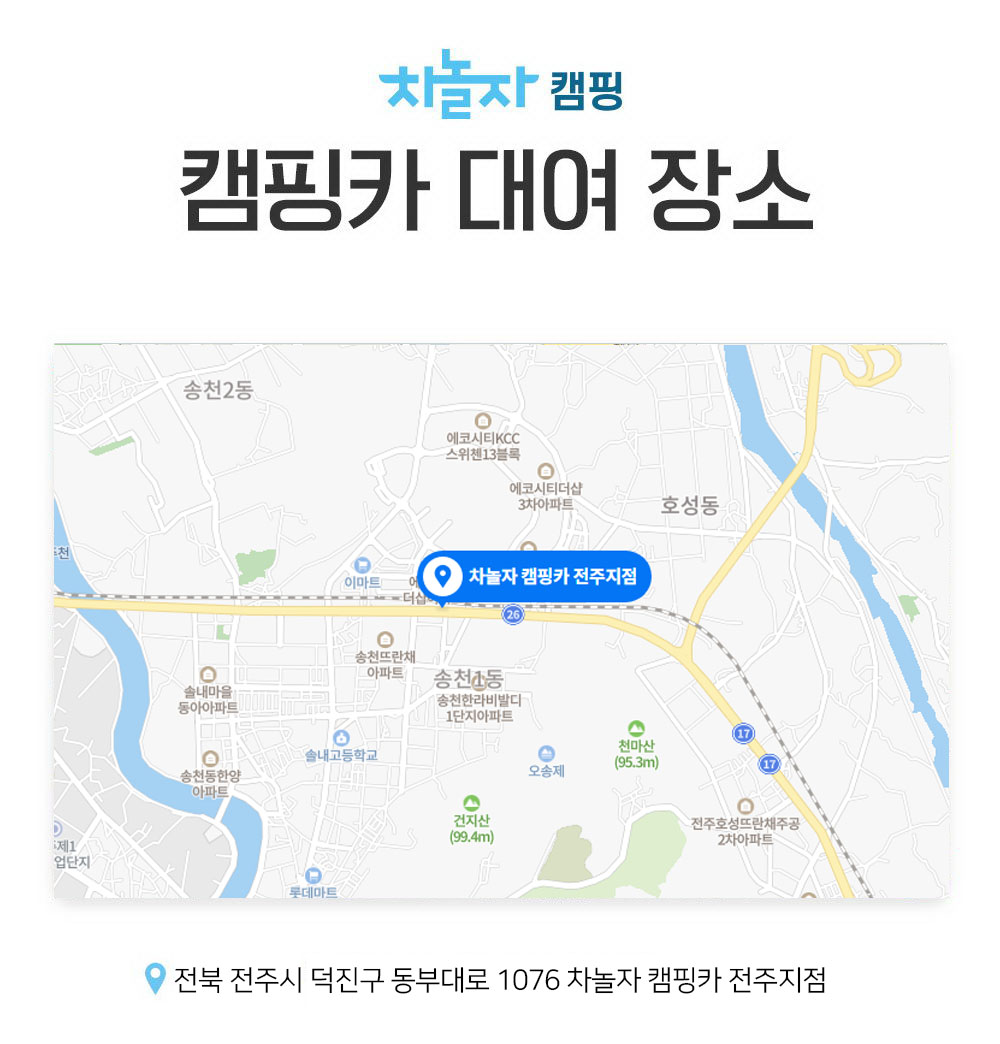 차놀자 캠핑
캠핑카 대여 장소
송천2동
에코시티KCC
스위첸13블록
에코시티더샵
3차아파트
호성동
이마트
차놀자 캠핑카 전주지점
26
송천뜨란채
아파트
송천1동
송천한라비발디
1단지아파트
솔내마을
동아아파트
솔내고등학교
천마산
(95.3m)
17
17
오송제
송천동한양
아파트
건지산
(99.4m)
전주호성뜨란채주공
2차아파트
제1
업단지
롯데마트
전북 전주시 덕진구 동부대로 1076 차놀자 캠핑카 전주지점